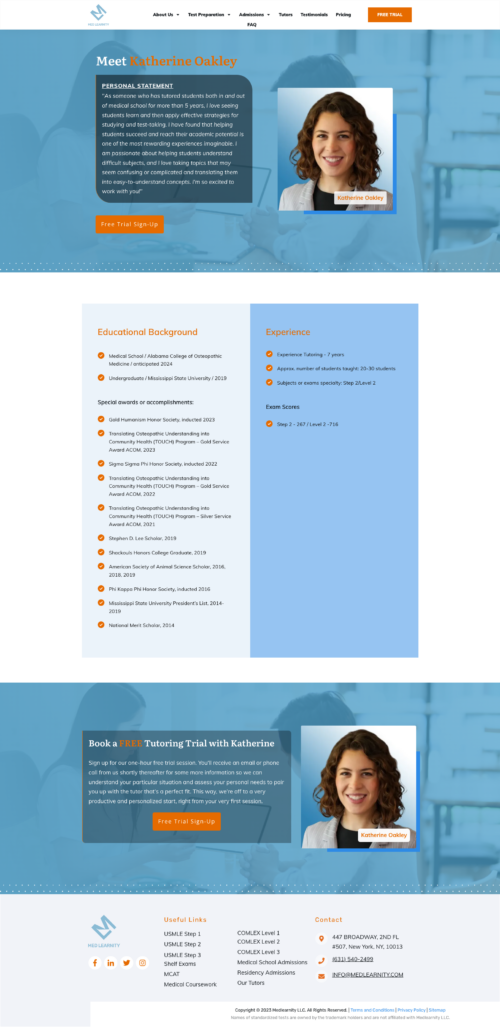 About Us
Test Preparation
Admissions
Tutors
Testimonials
Pricing
FREE TRIAL
MED LEARNITY
FAQ
Meet Katherine Oakley
PERSONAL STATEMENT
"As someone who has tutored students both in and out
of medical school for more than 5 years, I love seeing
students learn and then apply effective strategies for
studying and test-taking. I have found that helping
students succeed and reach their academic potential is
one of the most rewarding experiences imaginable. I
am passionate about helping students understand
difficult subjects, and I love taking topics that may
seem confusing or complicated and translating them
into easy-to-understand concepts. I'm so excited to
work with you!"
Katherine Oakley
Free Trial Sign-Up
Educational Background
Medical School / Alabama College of Osteopathic
Medicine / anticipated 2024
Undergraduate / Mississippi State University / 2019
Special awards or accomplishments:
Gold Humanism Honor Society, inducted 2023
Translating Osteopathic Understanding into
Community Health (TOUCH) Program - Gold Service
Award ACOM, 2023
Sigma Sigma Phi Honor Society, inducted 2022
Translating Osteopathic Understanding into
Community Health (TOUCH) Program - Gold Service
Award ACOM, 2022
Translating Osteopathic Understanding into
Community Health (TOUCH) Program - Silver Service
Award ACOM, 2021
Stephen D. Lee Scholar, 2019
Shackouls Honors College Graduate, 2019
American Society of Animal Science Scholar, 2016,
2018, 2019
Phi Kappa Phi Honor Society, inducted 2016
Mississippi State University President's List, 2014-
2019
National Merit Scholar, 2014
Experience
Experience Tutoring - 7 years
Approx. number of students taught: 20-30 students
Subjects or exams specialty: Step 2/Level 2
Exam Scores
Step 2 - 267 / Level 2 -716
Book a FREE Tutoring Trial with Katherine
Sign up for our one-hour free trial session. You'll receive an email or phone
call from us shortly thereafter for some more information so we can
understand your particular situation and assess your personal needs to pair
you up with the tutor that's a perfect fit. This way, we're off to a very
productive and personalized start, right from your very first session.
Free Trial Sign-Up
Katherine Oakley
MED LEARNITY
Useful Links
USMLE Step 1
USMLE Step 2
USMLE Step 3
Shelf Exams
MCAT
Medical Coursework
COMLEX Level 1
COMLEX Level 2
COMLEX Level 3
Medical School Admissions
Residency Admissions
Our Tutors
Contact
447 BROADWAY, 2ND FL
#507, New York, NY, 10013
(631) 540-2499
INFO@MEDLEARNITY.COM
Copyright © 2023 Medlearnity LLC. All Rights Reserved. | Terms and Conditions | Privacy Policy | Sitemap
Names of standardized tests are owned by the trademark holders and are not affiliated with Medlearnity LLC.